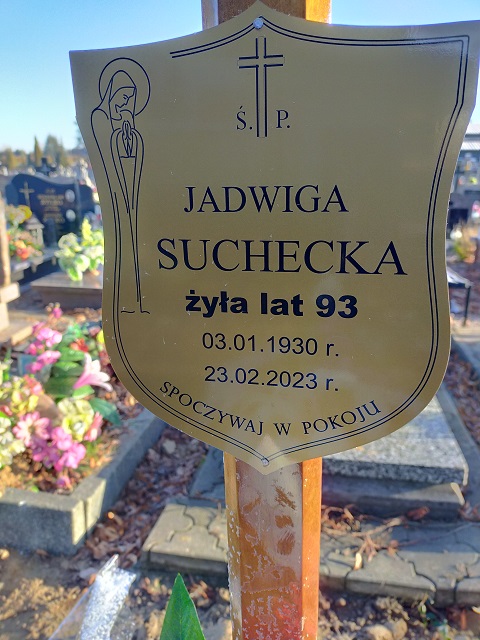 Ś. P.
JADWIGA
SUCHECKA
żyła lat 93
03.01.1930 r.
23.02.2023 r.
SPOCZYWAJ W POKOJU